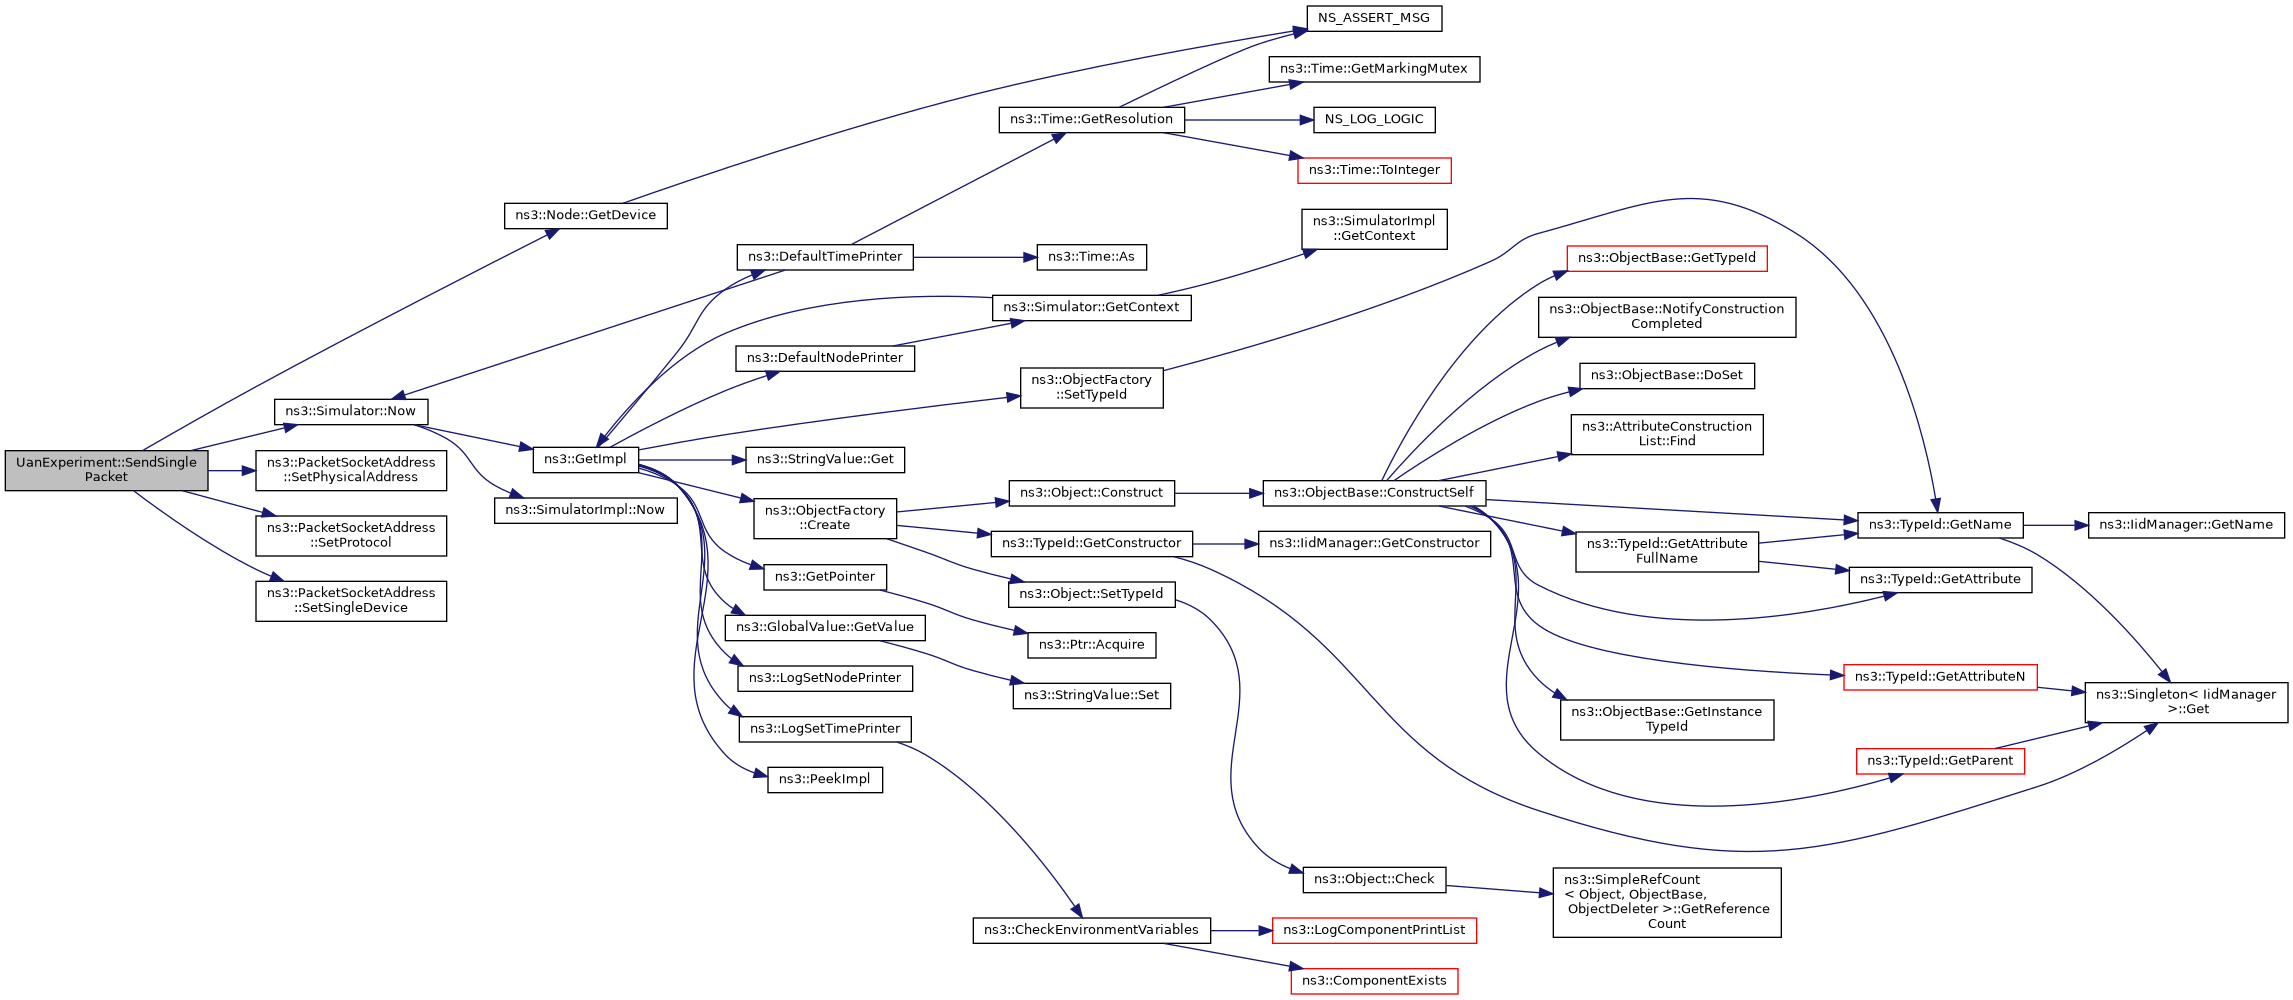 UanExperiment::SendSingle
Packet
ns3::Node::GetDevice
ns3::Simulator::Now
ns3::PacketSocketAddress
::SetPhysicalAddress
ns3::PacketSocketAddress
::SetProtocol
ns3::PacketSocketAddress
::SetSingleDevice
ns3::GetImpl
ns3::SimulatorImpl::Now
ns3::DefaultTimePrinter
ns3::DefaultNodePrinter
ns3::StringValue::Get
ns3::ObjectFactory
::Create
ns3::GetPointer
ns3::GlobalValue::GetValue
ns3::LogSetNodePrinter
ns3::LogSetTimePrinter
ns3::PeekImpl
ns3::Time::GetResolution
ns3::Time::As
ns3::Simulator::GetContext
ns3::ObjectFactory
::SetTypeId
ns3::Object::Construct
ns3::TypeId::GetConstructor
ns3::Object::SetTypeId
ns3::Ptr::Acquire
ns3::StringValue::Set
ns3::CheckEnvironmentVariables
NS_ASSERT_MSG
ns3::Time::GetMarkingMutex
NS_LOG_LOGIC
ns3::Time::ToInteger
ns3::SimulatorImpl
::GetContext
ns3::ObjectBase::ConstructSelf
ns3::IidManager::GetConstructor
ns3::Object::Check
ns3::LogComponentPrintList
ns3::ComponentExists
ns3::ObjectBase::GetTypeId
ns3::ObjectBase::NotifyConstruction
Completed
ns3::ObjectBase::DoSet
ns3::AttributeConstruction
List::Find
ns3::TypeId::GetAttribute
FullName
ns3::ObjectBase::GetInstance
TypeId
ns3::SimpleRefCount
< Object, ObjectBase,
ObjectDeleter >::GetReference
Count
ns3::TypeId::GetName
ns3::TypeId::GetAttribute
ns3::TypeId::GetAttributeN
ns3::TypeId::GetParent
ns3::IidManager::GetName
ns3::Singleton< IidManager
>::Get